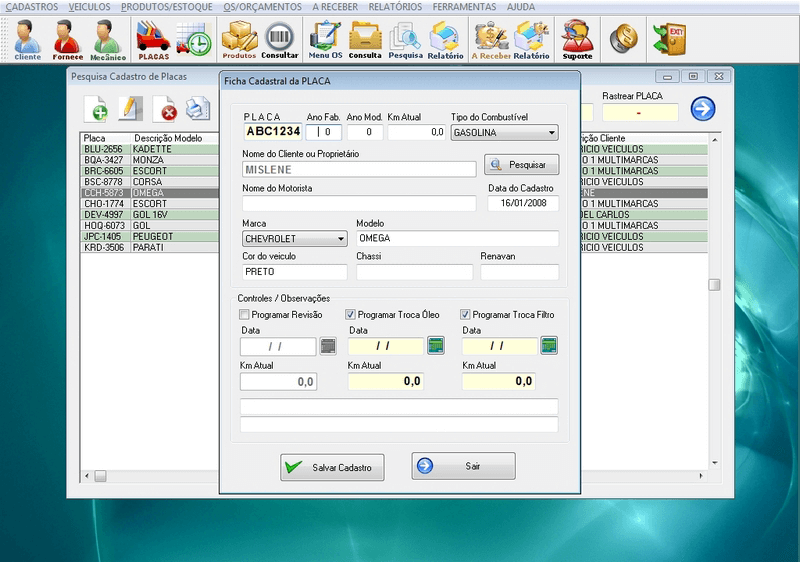 CADASTROS VEÍCULOS PRODUTOS/ESTOQUE OS/ORÇAMENTOS A RECEBER RELATÓRIOS FERRAMENTAS AJUDA
Cliente Fornece Mecânico PLACAS Produtos Consultar Menu OS Consulta Pesquisa Relatório A Receber Relatório Suporte EXIT
Pesquisa Cadastro de Placas
Ficha Cadastral da PLACA
Rastrear PLACA
-
Placa Descrição Modelo ição Cliente
BLU-2656 KADETTE RICIO VEICULOS
BQA-3427 MONZA O 1 MULTIMARCAS
BRC-6605 ESCORT O 1 MULTIMARCAS
BSC-8778 CORSA RICIO VEICULOS
CCH-5973 OMEGA ENE
CHO-1774 ESCORT O 1 MULTIMARCAS
DEV-4997 GOL 16V DEL CARLOS
HOQ-6073 GOL O 1 MULTIMARCAS
JPC-1405 PEUGEOT RICIO VEICULOS
KRD-3506 PARATI O 1 MULTIMARCAS
PLACA Ano Fab. Ano Mod. Km Atual Tipo do Combustível
ABC1234 0 0 0,0 GASOLINA
Nome do Cliente ou Proprietário
MISLENE Pesquisar
Nome do Motorista Data do Cadastro
16/01/2008
Marca Modelo
CHEVROLET OMEGA
Cor do veiculo Chassi Renavan
PRETO
Controles / Observações
Programar Revisão Programar Troca Óleo Programar Troca Filtro
Data Data Data
/ / / / / /
Km Atual Km Atual Km Atual
0,0 0,0 0,0
Salvar Cadastro Sair